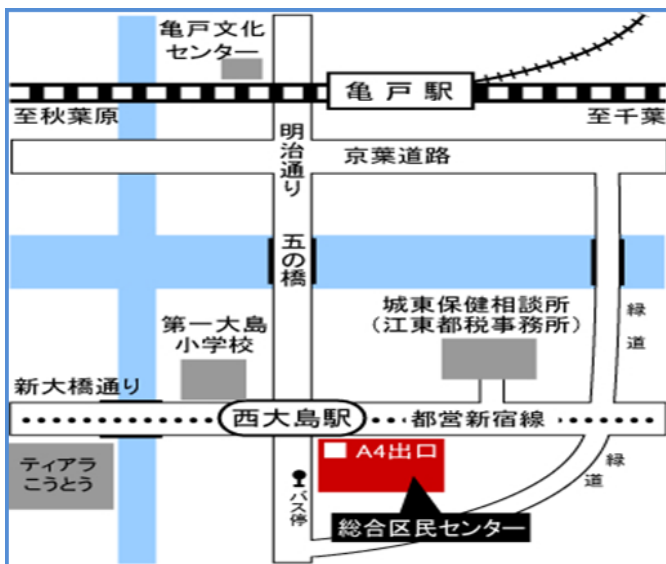 亀戸文化
センター
亀戸駅
至秋葉原
至千葉
明治通り
京葉道路
五の橋
城東保健相談所
(江東都税事務所)
緑道
第一大島
小学校
新大橋通り
西大島駅
都営新宿線
ティアラ
こうとう
A4出口
緑道
バス停
総合区民センター